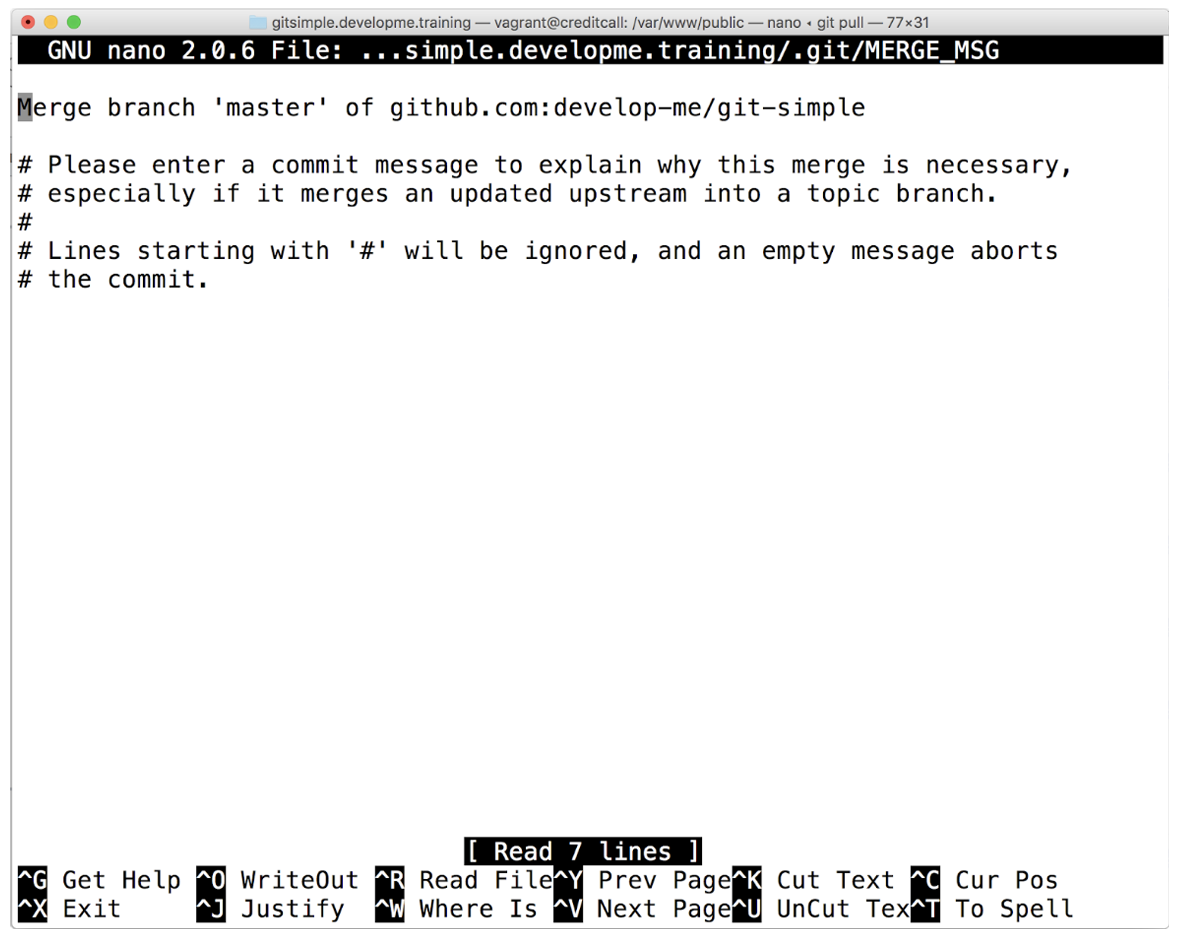 gitsimple.developme.training — vagrant@creditcall: /var/www/public — nano ◂ git pull — 77×31
GNU nano 2.0.6 File: ...simple.developme.training/.git/MERGE_MSG
Merge branch 'master' of github.com:develop-me/git-simple
# Please enter a commit message to explain why this merge is necessary,
# especially if it merges an updated upstream into a topic branch.
#
# Lines starting with '#' will be ignored, and an empty message aborts
# the commit.
[ Read 7 lines ]
^G Get Help ^O WriteOut ^R Read File^Y Prev Page^K Cut Text ^C Cur Pos
^X Exit ^J Justify ^W Where Is ^V Next Page^U UnCut Tex^T To Spell